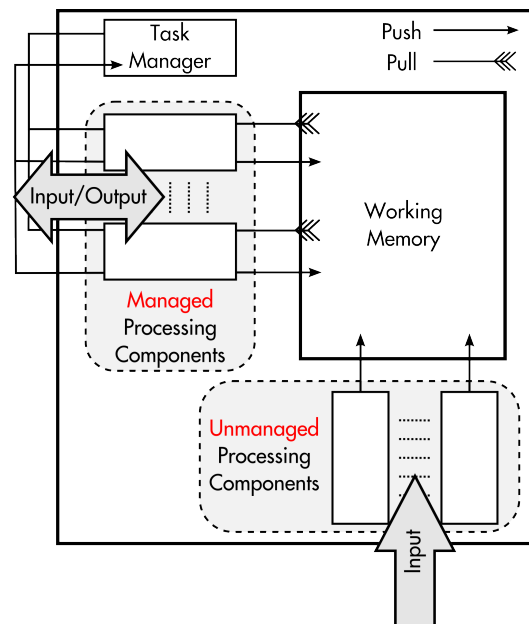 Task
Manager
Push
Pull
Input/Output
Working
Memory
Managed
Processing
Components
Unmanaged
Processing
Components
Input